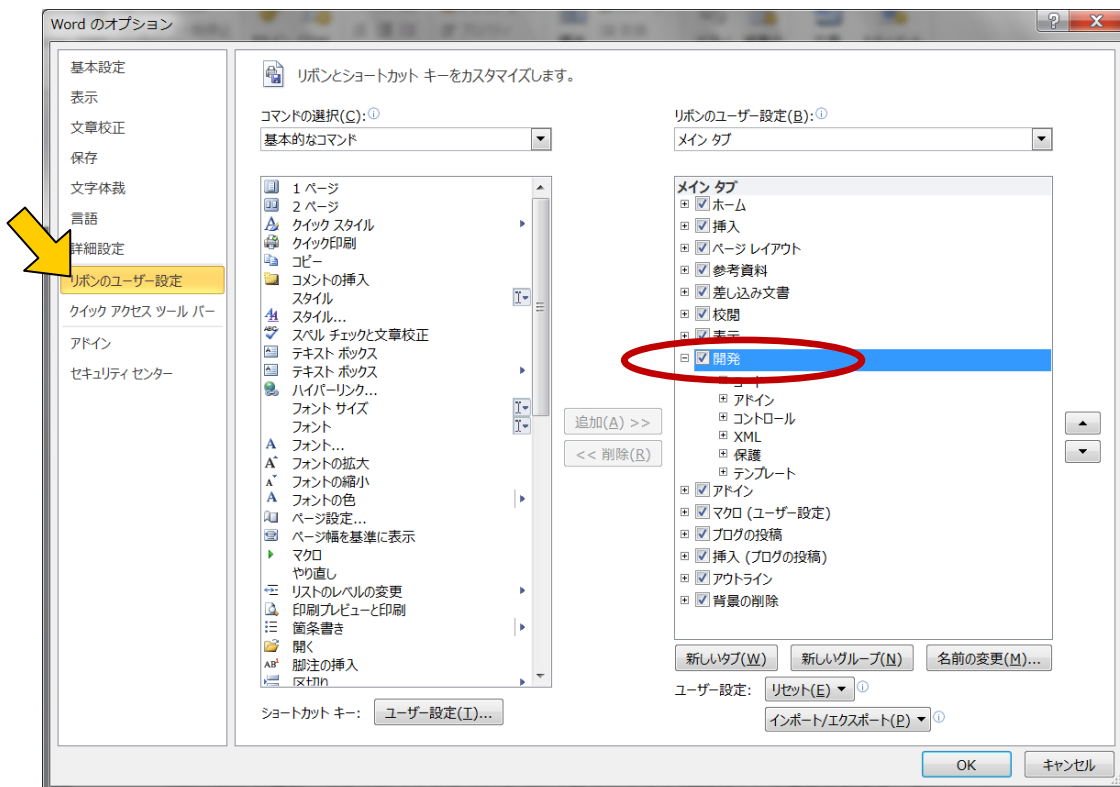 Word のオプション
基本設定
表示
文章校正
保存
文字体裁
言語
詳細設定
リボンのユーザー設定
クイック アクセス ツール バー
アドイン
セキュリティ センター
リボンとショートカット キーをカスタマイズします。
コマンドの選択(C):
基本的なコマンド
1 ページ
2 ページ
クイック スタイル
クイック印刷
コピー
コメントの挿入
スタイル
スタイル...
スペル チェックと文章校正
テキスト ボックス
テキスト ボックス
ハイパーリンク...
フォント サイズ
フォント
フォント...
フォントの拡大
フォントの縮小
フォントの色
ページ設定...
ページ幅を基準に表示
マクロ
やり直し
リストのレベルの変更
印刷プレビューと印刷
箇条書き
開く
脚注の挿入
区切り
ショートカット キー:
ユーザー設定(T)...
追加(A) >>
<< 削除(R)
リボンのユーザー設定(B):
メイン タブ
メイン タブ
ホーム
挿入
ページ レイアウト
参考資料
差し込み文書
校閲
表示
開発
アドイン
コントロール
XML
保護
テンプレート
アドイン
マクロ (ユーザー設定)
ブログの投稿
挿入 (ブログの投稿)
アウトライン
背景の削除
新しいタブ(W)
新しいグループ(N)
名前の変更(M)...
ユーザー設定:
リセット(E)
インポート/エクスポート(P)
OK
キャンセル